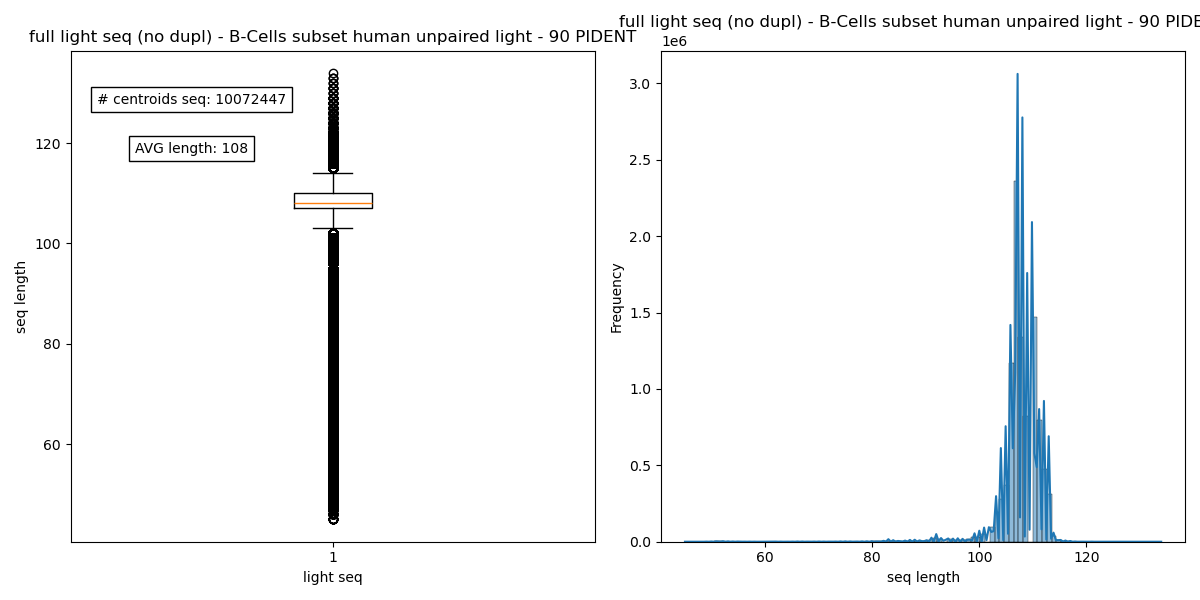 full light seq (no dupl) - B-Cells subset human unpaired light - 90 PIDENT
# centroids seq: 10072447
AVG length: 108
120
100
80
60
seq length
1
light seq
full light seq (no dupl) - B-Cells subset human unpaired light - 90 PIDE
1e6
3.0
2.5
2.0
1.5
1.0
0.5
0.0
Frequency
60 80 100 120
seq length